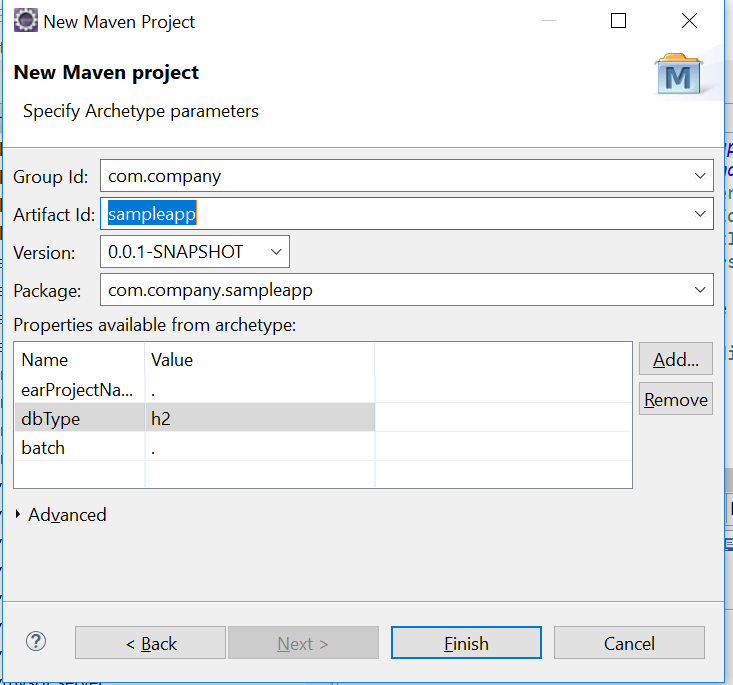 New Maven Project
New Maven project
Specify Archetype parameters
M
Group Id: com.company
Artifact Id: sampleapp
Version: 0.0.1-SNAPSHOT
Package: com.company.sampleapp
Properties available from archetype:
Name Value
Add...
earProjectNa... .
Remove
dbType h2
batch .
Advanced
?
< Back Next > Finish Cancel